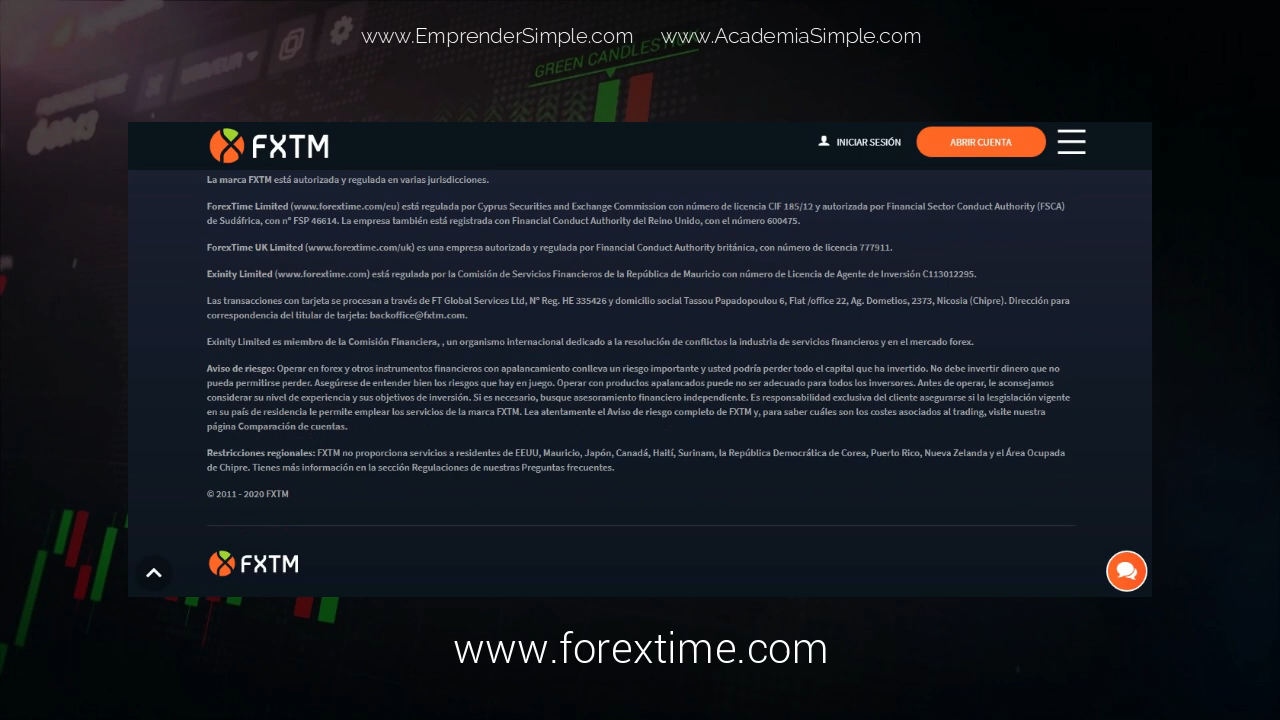 www.EmprenderSimple.com www.AcademiaSimple.com
GREEN CANDLEST
FXTM
INICIAR SESIÓN
ABRIR CUENTA
La marca FXTM está autorizada y regulada en varias jurisdicciones.
ForexTime Limited (www.forextime.com/eu) está regulada por Cyprus Securities and Exchange Commission con número de licencia CIF 185/12 y autorizada por Financial Sector Conduct Authority (FSCA)
de Sudáfrica, con nº FSP 46614. La empresa también está registrada con Financial Conduct Authority del Reino Unido, con el número 600475.
ForexTime UK Limited (www.forextime.com/uk) es una empresa autorizada y regulada por Financial Conduct Authority británica, con número de licencia 777911.
Exinity Limited (www.forextime.com) está regulada por la Comisión de Servicios Financieros de la República de Mauricio con número de Licencia de Agente de Inversión C113012295.
Las transacciones con tarjeta se procesan a través de FT Global Services Ltd, Nº Reg. HE 335426 y domicilio social Tassou Papadopoulou 6, Flat /office 22, Ag. Dometios, 2373, Nicosia (Chipre). Dirección para
correspondencia del titular de tarjeta: backoffice@fxtm.com.
Exinity Limited es miembro de la Comisión Financiera, , un organismo internacional dedicado a la resolución de conflictos la industria de servicios financieros y en el mercado forex.
Aviso de riesgo: Operar en forex y otros instrumentos financieros con apalancamiento conlleva un riesgo importante y usted podría perder todo el capital que ha invertido. No debe invertir dinero que no
pueda permitirse perder. Asegúrese de entender bien los riesgos que hay en juego. Operar con productos apalancados puede no ser adecuado para todos los inversores. Antes de operar, le aconsejamos
considerar su nivel de experiencia y sus objetivos de inversión. Si es necesario, busque asesoramiento financiero independiente. Es responsabilidad exclusiva del cliente asegurarse si la lesgislación vigente
en su país de residencia le permite emplear los servicios de la marca FXTM. Lea atentamente el Aviso de riesgo completo de FXTM y, para saber cuáles son los costes asociados al trading, visite nuestra
página Comparación de cuentas.
Restricciones regionales: FXTM no proporciona servicios a residentes de EEUU, Mauricio, Japón, Canadá, Haití, Surinam, la República Democrática de Corea, Puerto Rico, Nueva Zelanda y el Área Ocupada
de Chipre. Tienes más información en la sección Regulaciones de nuestras Preguntas frecuentes.
© 2011 - 2020 FXTM
FXTM
www.forextime.com